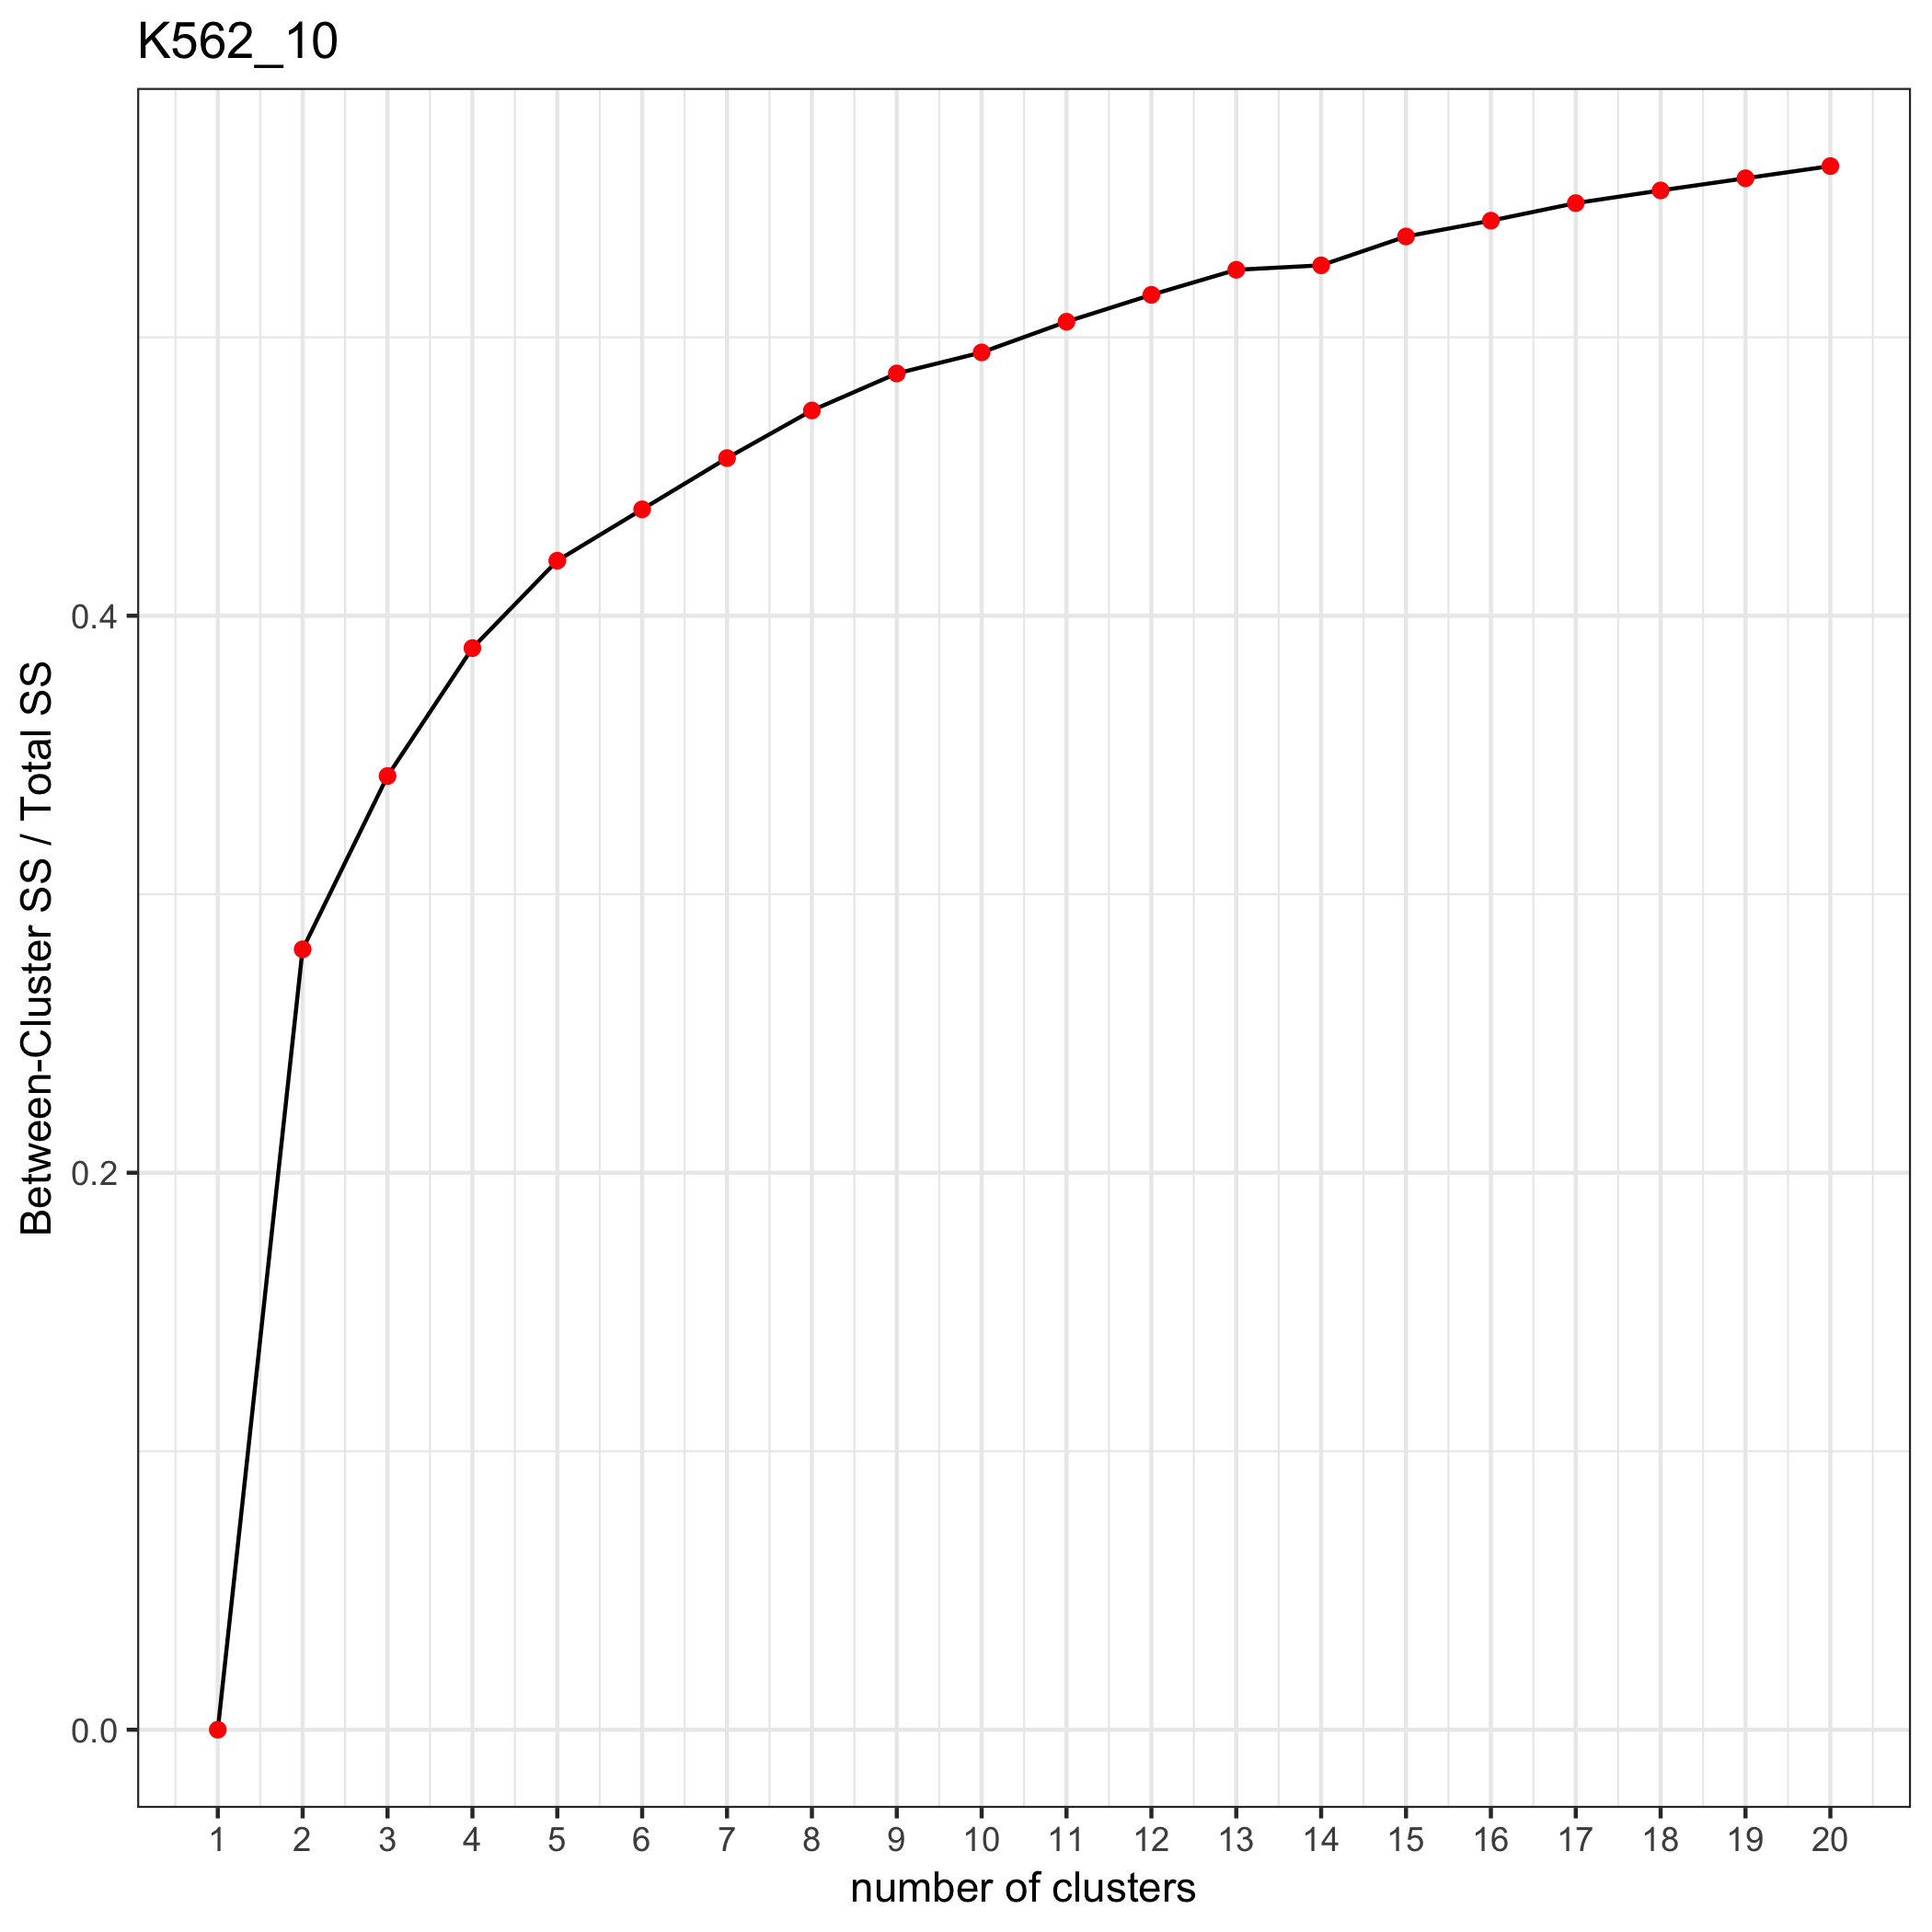 K562_10
Between-Cluster SS / Total SS
0.4
0.2
0.0
1 2 3 4 5 6 7 8 9 10 11 12 13 14 15 16 17 18 19 20
number of clusters